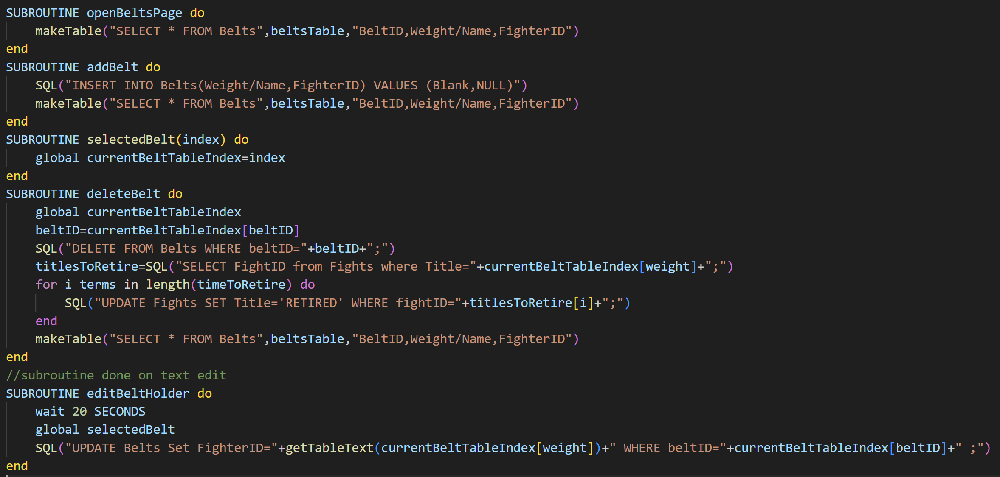 SUBROUTINE openBeltsPage do
    makeTable("SELECT * FROM Belts",beltsTable,"BeltID,Weight/Name,FighterID")
end
SUBROUTINE addBelt do
    SQL("INSERT INTO Belts(Weight/Name,FighterID) VALUES (Blank,NULL)")
    makeTable("SELECT * FROM Belts",beltsTable,"BeltID,Weight/Name,FighterID")
end
SUBROUTINE selectedBelt(index) do
    global currentBeltTableIndex=index
end
SUBROUTINE deleteBelt do
    global currentBeltTableIndex
    beltID=currentBeltTableIndex[beltID]
    SQL("DELETE FROM Belts WHERE beltID="+beltID+";")
    titlesToRetire=SQL("SELECT FightID from Fights where Title="+currentBeltTableIndex[weight]+";")
    for i terms in length(timeToRetire) do
        SQL("UPDATE Fights SET Title='RETIRED' WHERE fightID="+titlesToRetire[i]+";")
    end
    makeTable("SELECT * FROM Belts",beltsTable,"BeltID,Weight/Name,FighterID")
end
//subroutine done on text edit
SUBROUTINE editBeltHolder do
    wait 20 SECONDS
    global selectedBelt
    SQL("UPDATE Belts Set FighterID="+getTableText(currentBeltTableIndex[weight])+" WHERE beltID="+currentBeltTableIndex[beltID]+" ;")
end